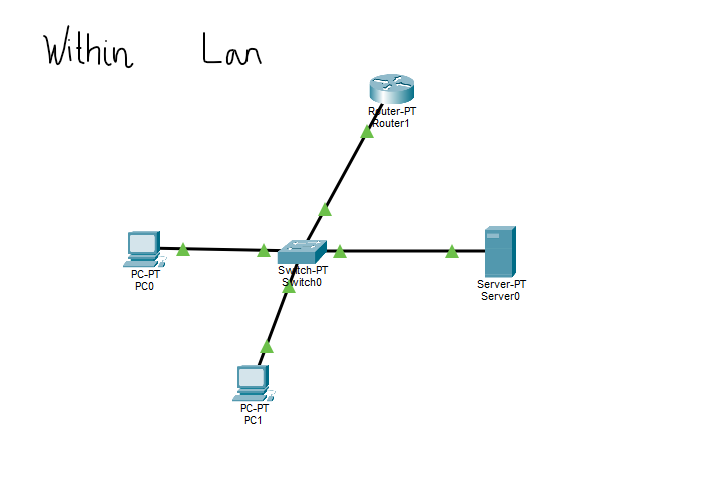 Within Lan
Router-PT
Router1
PC-PT
PC0
Switch-PT
Switch0
Server-PT
Server0
PC-PT
PC1